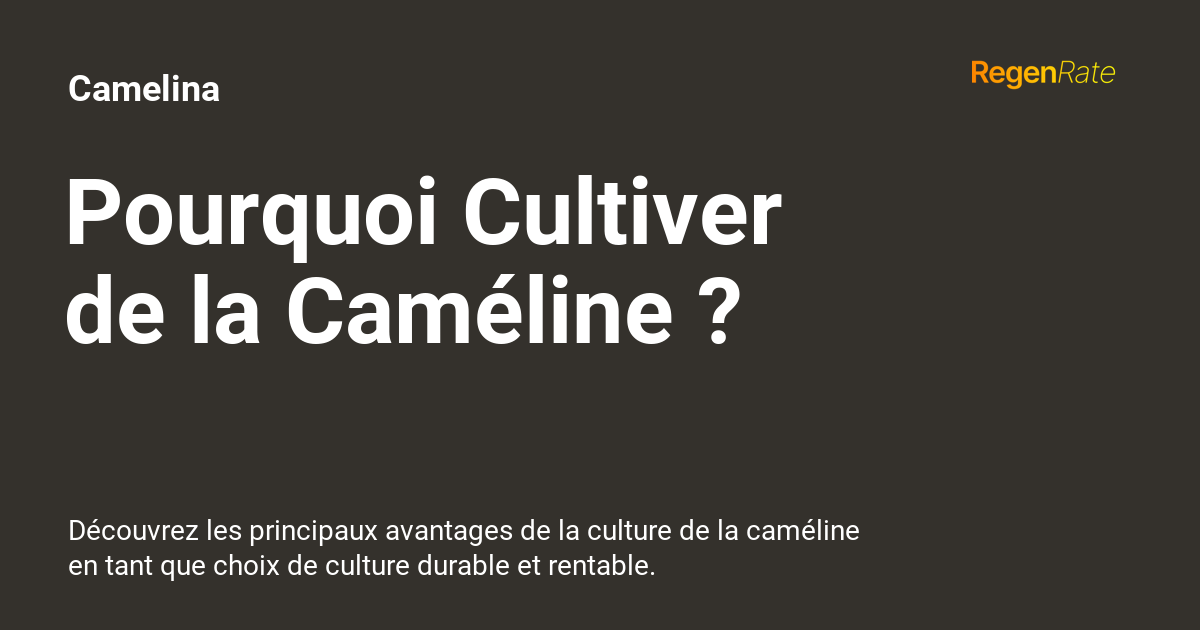 Camelina
RegenRate
Pourquoi Cultiver
de la Caméline ?
Découvrez les principaux avantages de la culture de la caméline
en tant que choix de culture durable et rentable.